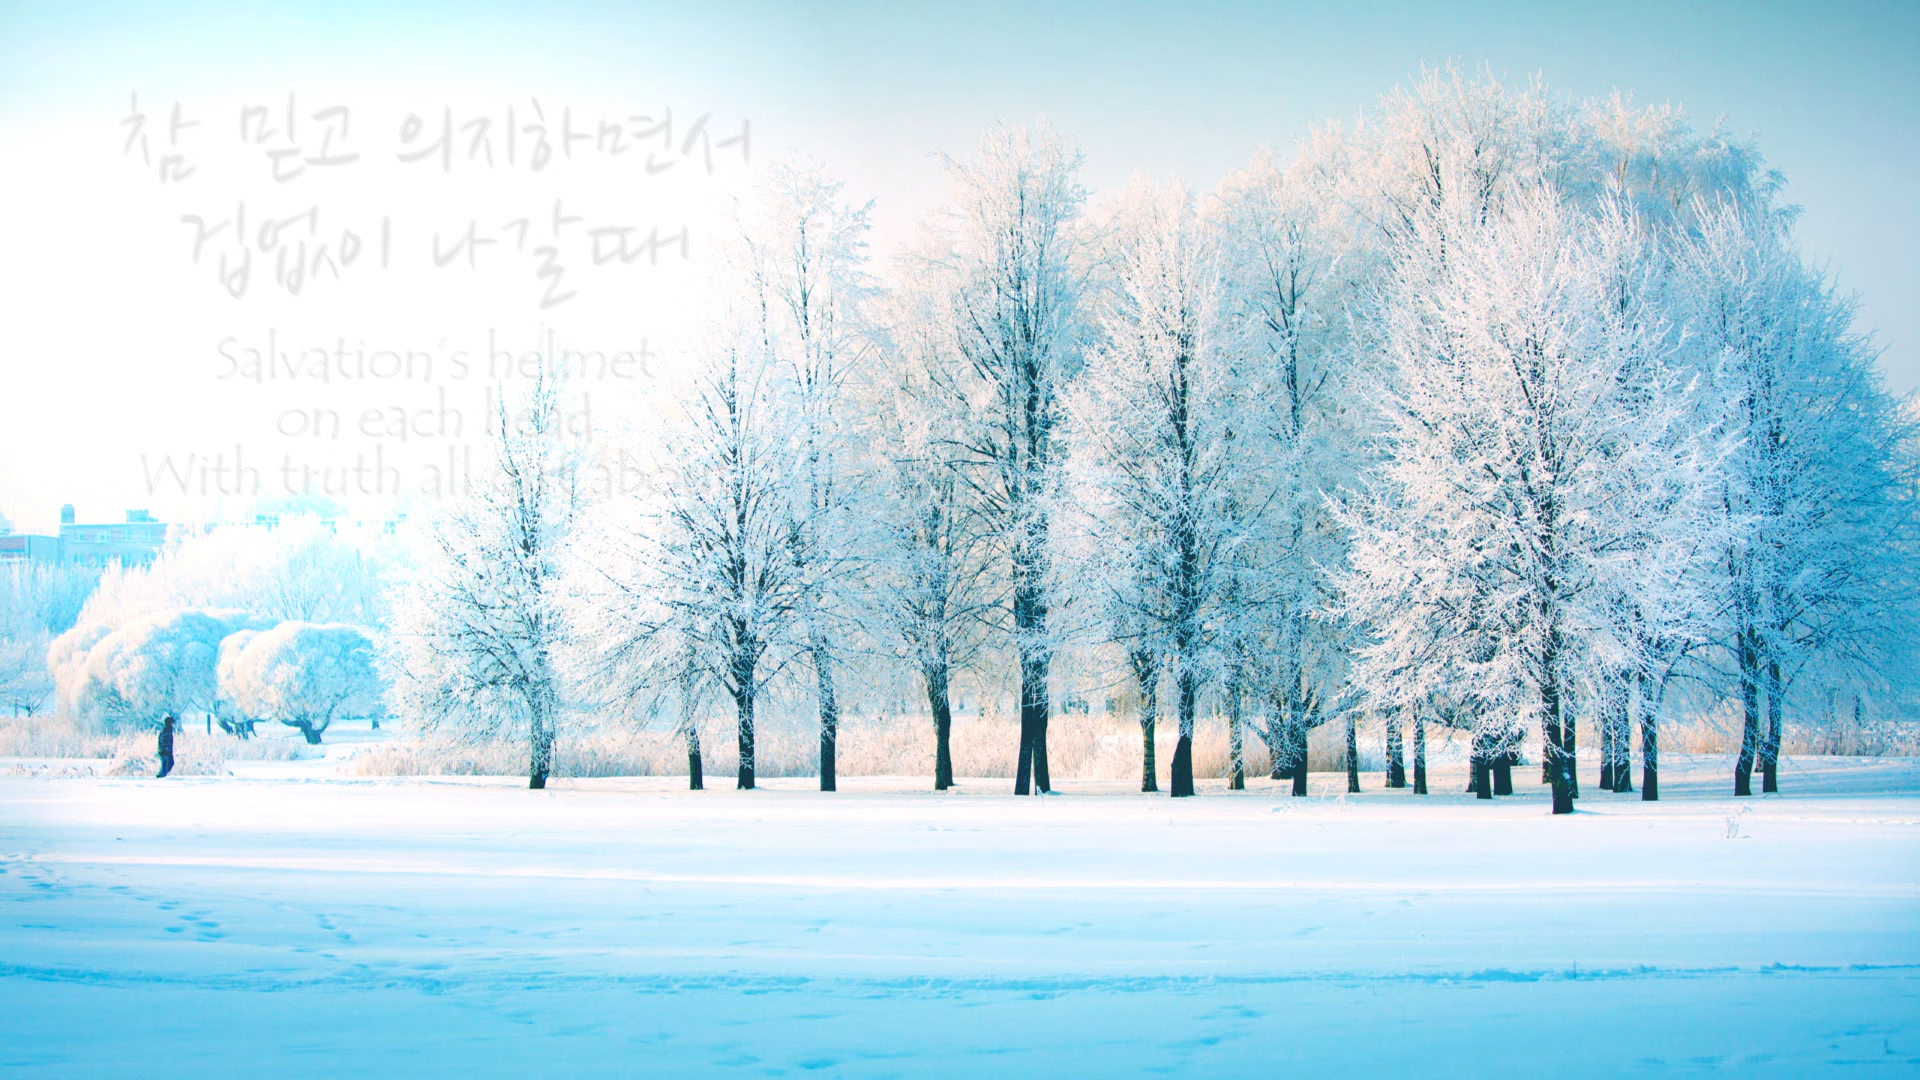 참 믿고 의지하면서
겁없이 나갈때
Salvation's helmet
on each head
With truth all